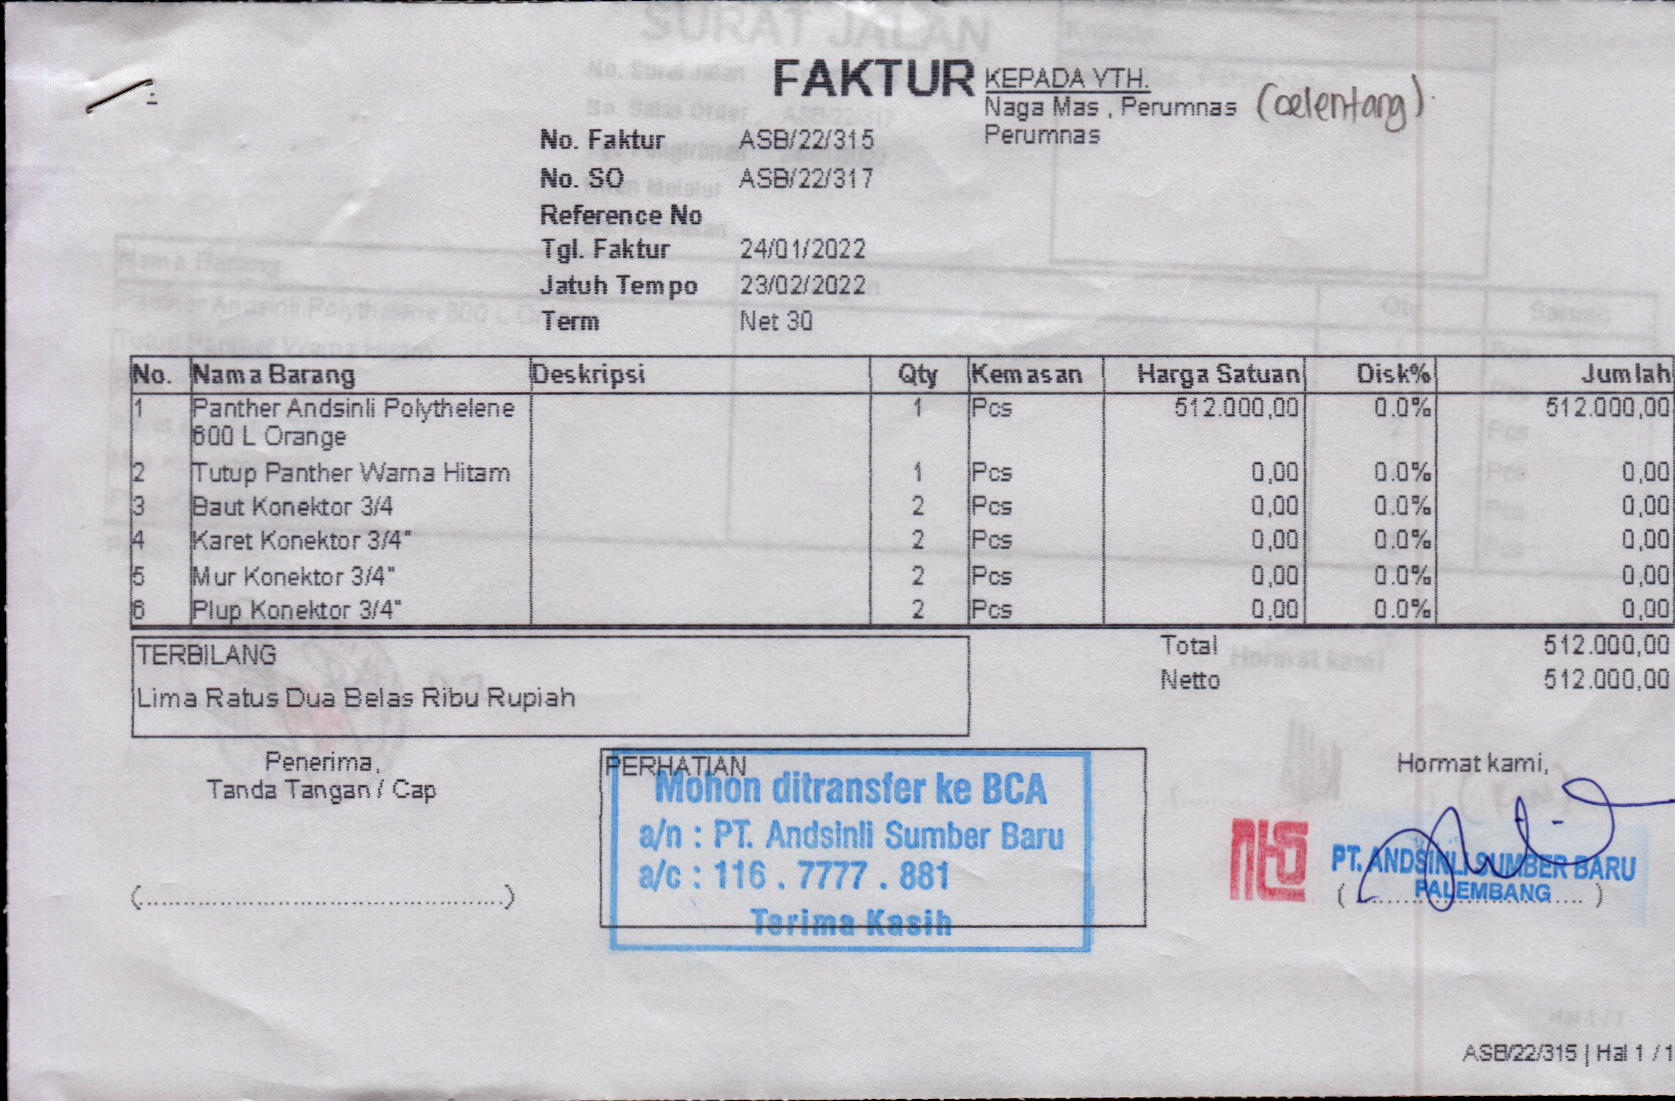 FAKTUR
KEPADA YTH.
Naga Mas , Perumnas (celentang)
Perumnas
No. Faktur ASB/22/315
No. SO ASB/22/317
Reference No
Tgl. Faktur 24/01/2022
Jatuh Tempo 23/02/2022
Term Net 30
No. Nama Barang Deskripsi Qty Kemasan Harga Satuan Disk% Jumlah
1 Panther Andsinli Polythelene 1 Pcs 512.000,00 0.0% 512.000,00
600 L Orange
2 Tutup Panther Warna Hitam 1 Pcs 0,00 0.0% 0,00
3 Baut Konektor 3/4 2 Pcs 0,00 0.0% 0,00
4 Karet Konektor 3/4" 2 Pcs 0,00 0.0% 0,00
5 Mur Konektor 3/4" 2 Pcs 0,00 0.0% 0,00
6 Plup Konektor 3/4" 2 Pcs 0,00 0.0% 0,00
TERBILANG
Lima Ratus Dua Belas Ribu Rupiah
Total 512.000,00
Netto 512.000,00
Penerima,
Tanda Tangan / Cap
(..................................................)
PERHATIAN
Mohon ditransfer ke BCA
a/n : PT. Andsinli Sumber Baru
a/c : 116 . 7777 . 881
Terima Kasih
Hormat kami,
PT. ANDSINLI SUMBER BARU
PALEMBANG
(................................)
ASB/22/315 | Hal 1 / 1